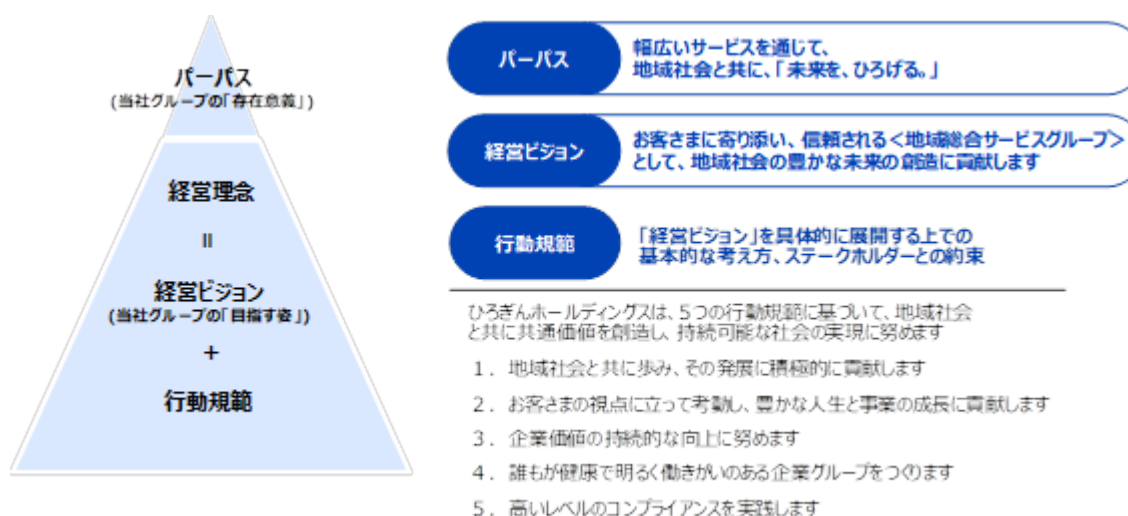 パーパス
(当社グループの「存在意義」)
経営理念
=
経営ビジョン
(当社グループの「目指す姿」)
+
行動規範
パーパス
幅広いサービスを通じて、
地域社会と共に、「未来を、ひろげる。」
経営ビジョン
お客さまに寄り添い、信頼される<地域総合サービスグループ>
として、地域社会の豊かな未来の創造に貢献します
行動規範
「経営ビジョン」を具体的に展開する上での
基本的な考え方、ステークホルダーとの約束
ひろぎんホールディングスは、5つの行動規範に基づいて、地域社会
と共に共通価値を創造し、持続可能な社会の実現に努めます
1. 地域社会と共に歩み、その発展に積極的に貢献します
2. お客さまの視点に立って考動し、豊かな人生と事業の成長に貢献します
3. 企業価値の持続的な向上に努めます
4. 誰もが健康で明るく働きがいのある企業グループをつくります
5. 高いレベルのコンプライアンスを実践します